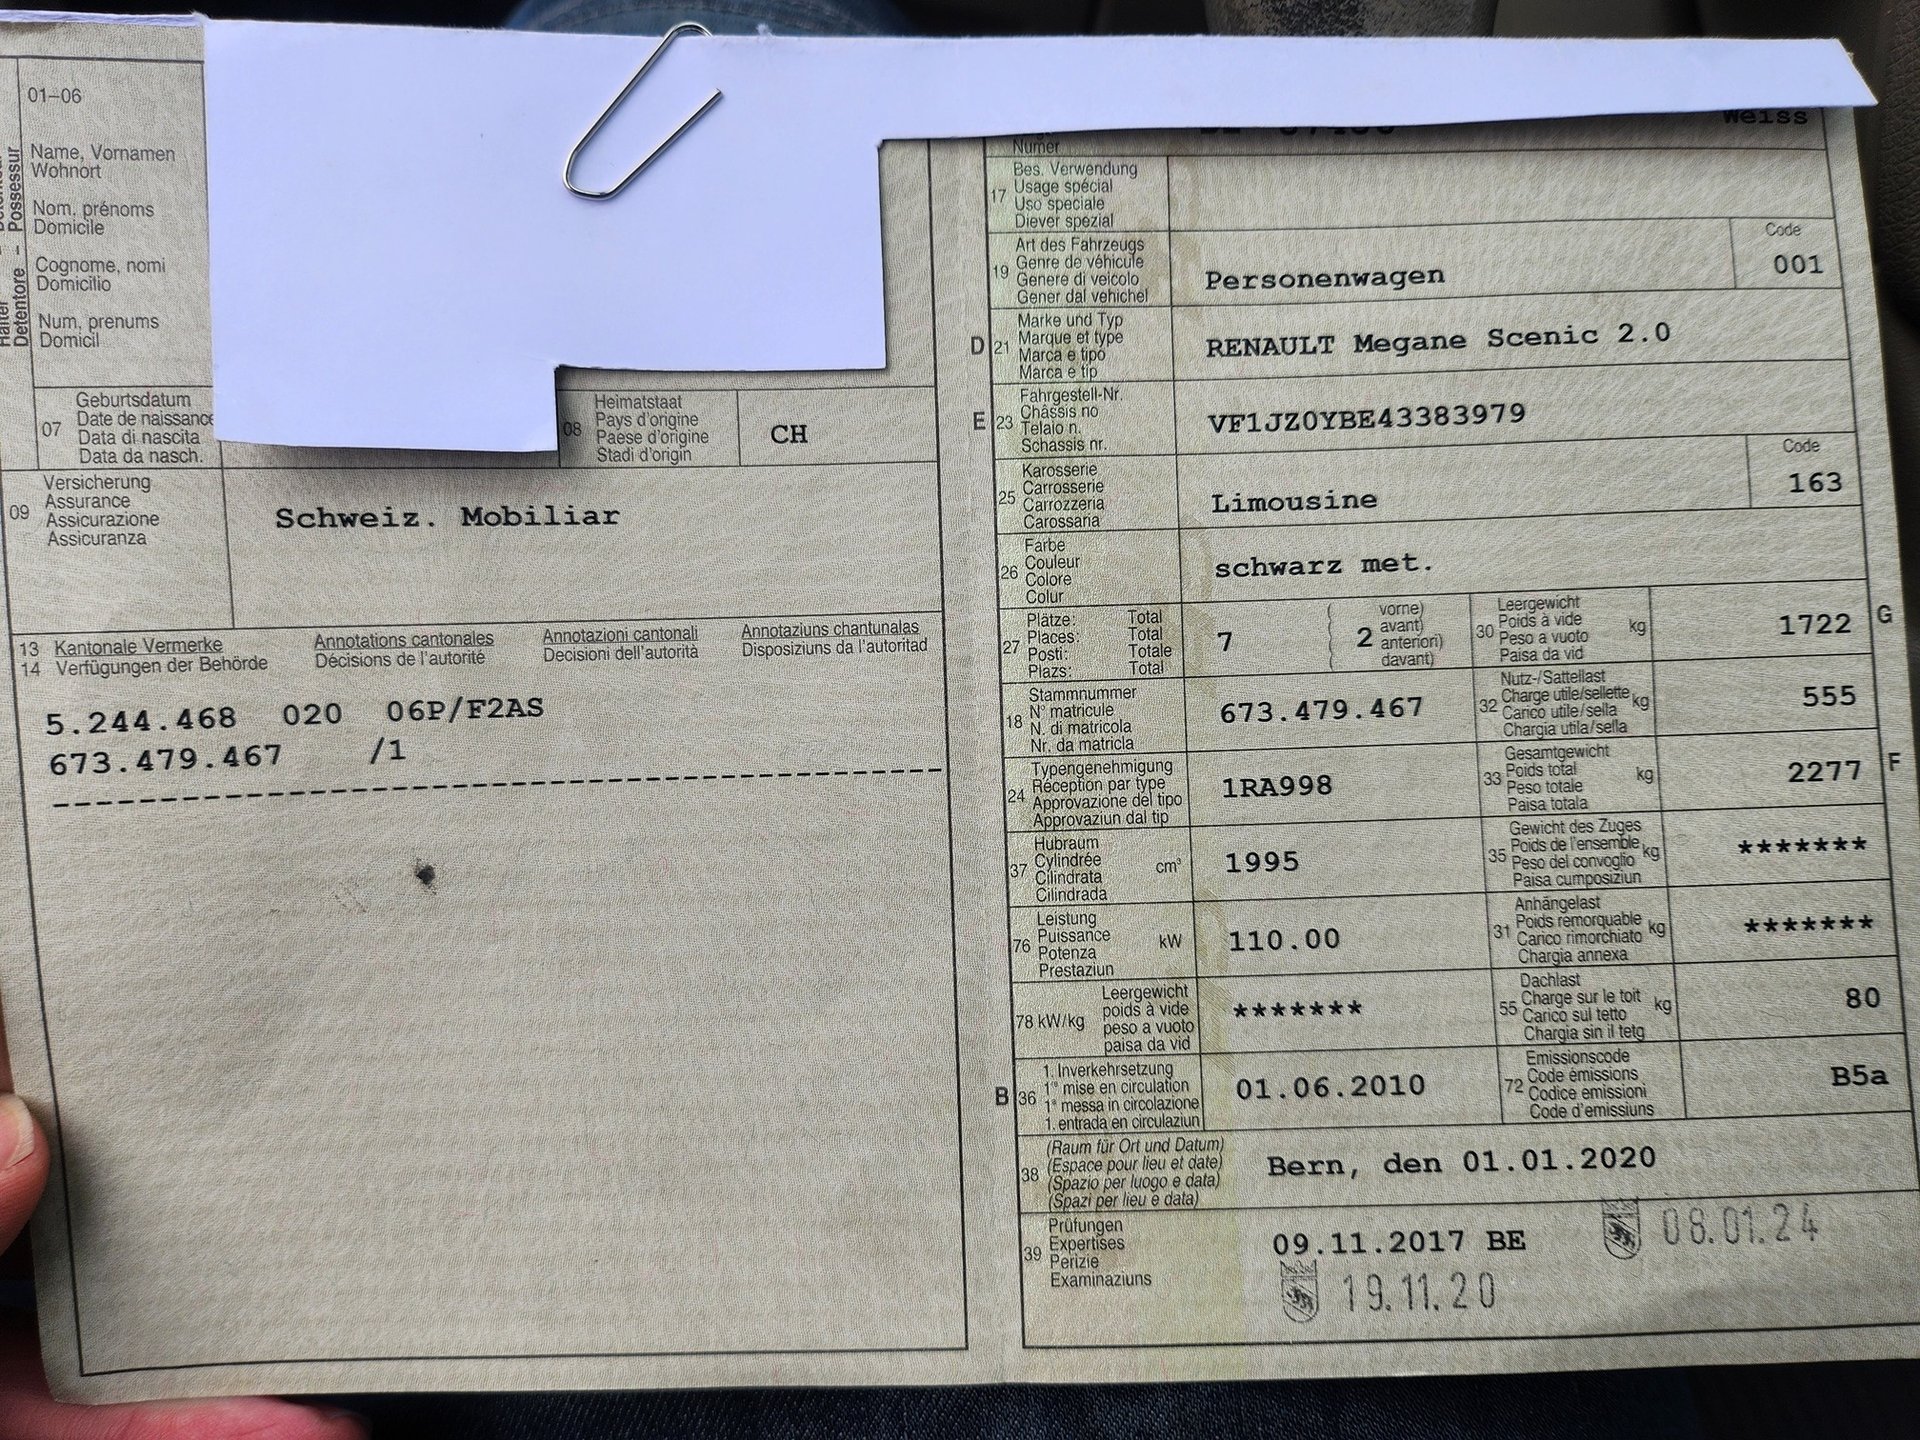 01–06
Name, Vornamen
Wohnort
Nom, prénoms
Domicile
Cognome, nomi
Domicilio
Num, prenums
Domicil
Halter
Detentore – Possessur
07
Geburtsdatum
Date de naissance
Data di nascita
Data da nasch.
08
Heimatstaat
Pays d'origine
Paese d'origine
Stadi d'origin
CH
09
Versicherung
Assurance
Assicurazione
Assicuranza
Schweiz. Mobiliar
13 Kantonale Vermerke Annotations cantonales Annotazioni cantonali Annotaziuns chantunalas
14 Verfügungen der Behörde Décisions de l'autorité Decisioni dell'autorità Disposiziuns da l'autoritad
5.244.468 020 06P/F2AS
673.479.467 /1
Numer
Weiss
17
Bes. Verwendung
Usage spécial
Uso speciale
Diever spezial
19
Art des Fahrzeugs
Genre de véhicule
Genere di veicolo
Gener dal vehichel
Personenwagen
Code
001
D 21
Marke und Typ
Marque et type
Marca e tipo
Marca e tip
RENAULT Megane Scenic 2.0
E 23
Fahrgestell-Nr.
Châssis no
Telaio n.
Schassis nr.
VF1JZ0YBE43383979
25
Karosserie
Carrosserie
Carrozzeria
Carossaria
Limousine
Code
163
26
Farbe
Couleur
Colore
Colur
schwarz met.
27
Plätze: Total
Places: Total
Posti: Totale
Plazs: Total
7
2
vorne)
avant)
anteriori)
davant)
30
Leergewicht
Poids à vide
Peso a vuoto
Paisa da vid
kg
1722
G
18
Stammnummer
N° matricule
N. di matricola
Nr. da matricla
673.479.467
32
Nutz-/Sattellast
Charge utile/sellette
Carico utile/sella
Chargia utila/sella
kg
555
24
Typengenehmigung
Réception par type
Approvazione del tipo
Approvaziun dal tip
1RA998
33
Gesamtgewicht
Poids total
Peso totale
Paisa totala
kg
2277
F
37
Hubraum
Cylindrée
Cilindrata
Cilindrada
cm³
1995
35
Gewicht des Zuges
Poids de l'ensemble
Peso del convoglio
Paisa cumposiziun
kg
*******
76
Leistung
Puissance
Potenza
Prestaziun
kW
110.00
31
Anhängelast
Poids remorquable
Carico rimorchiato
Chargia annexa
kg
*******
78 kW/kg
Leergewicht
poids à vide
peso a vuoto
paisa da vid
*******
55
Dachlast
Charge sur le toit
Carico sul tetto
Chargia sin il tetg
kg
80
B 36
1. Inverkehrsetzung
1re mise en circulation
1a messa in circolazione
1. entrada en circulaziun
01.06.2010
72
Emissionscode
Code émissions
Codice emissioni
Code d'emissiuns
B5a
38
(Raum für Ort und Datum)
(Espace pour lieu et date)
(Spazio per luogo e data)
(Spazi per lieu e data)
Bern, den 01.01.2020
39
Prüfungen
Expertises
Perizie
Examinaziuns
09.11.2017 BE
08.01.24
19.11.20